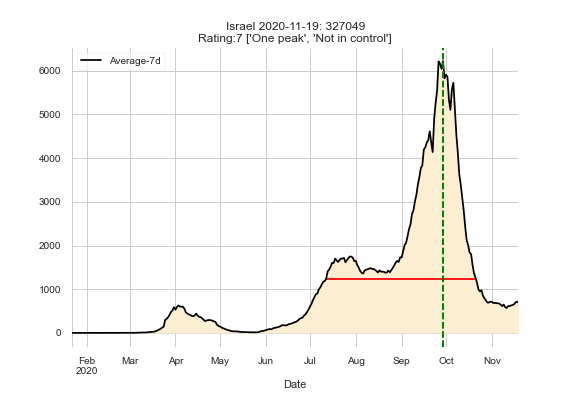 Israel 2020-11-19: 327049
Rating:7 ['One peak', 'Not in control']
Average-7d
6000
5000
4000
3000
2000
1000
0
Feb Mar Apr May Jun Jul Aug Sep Oct Nov
2020
Date